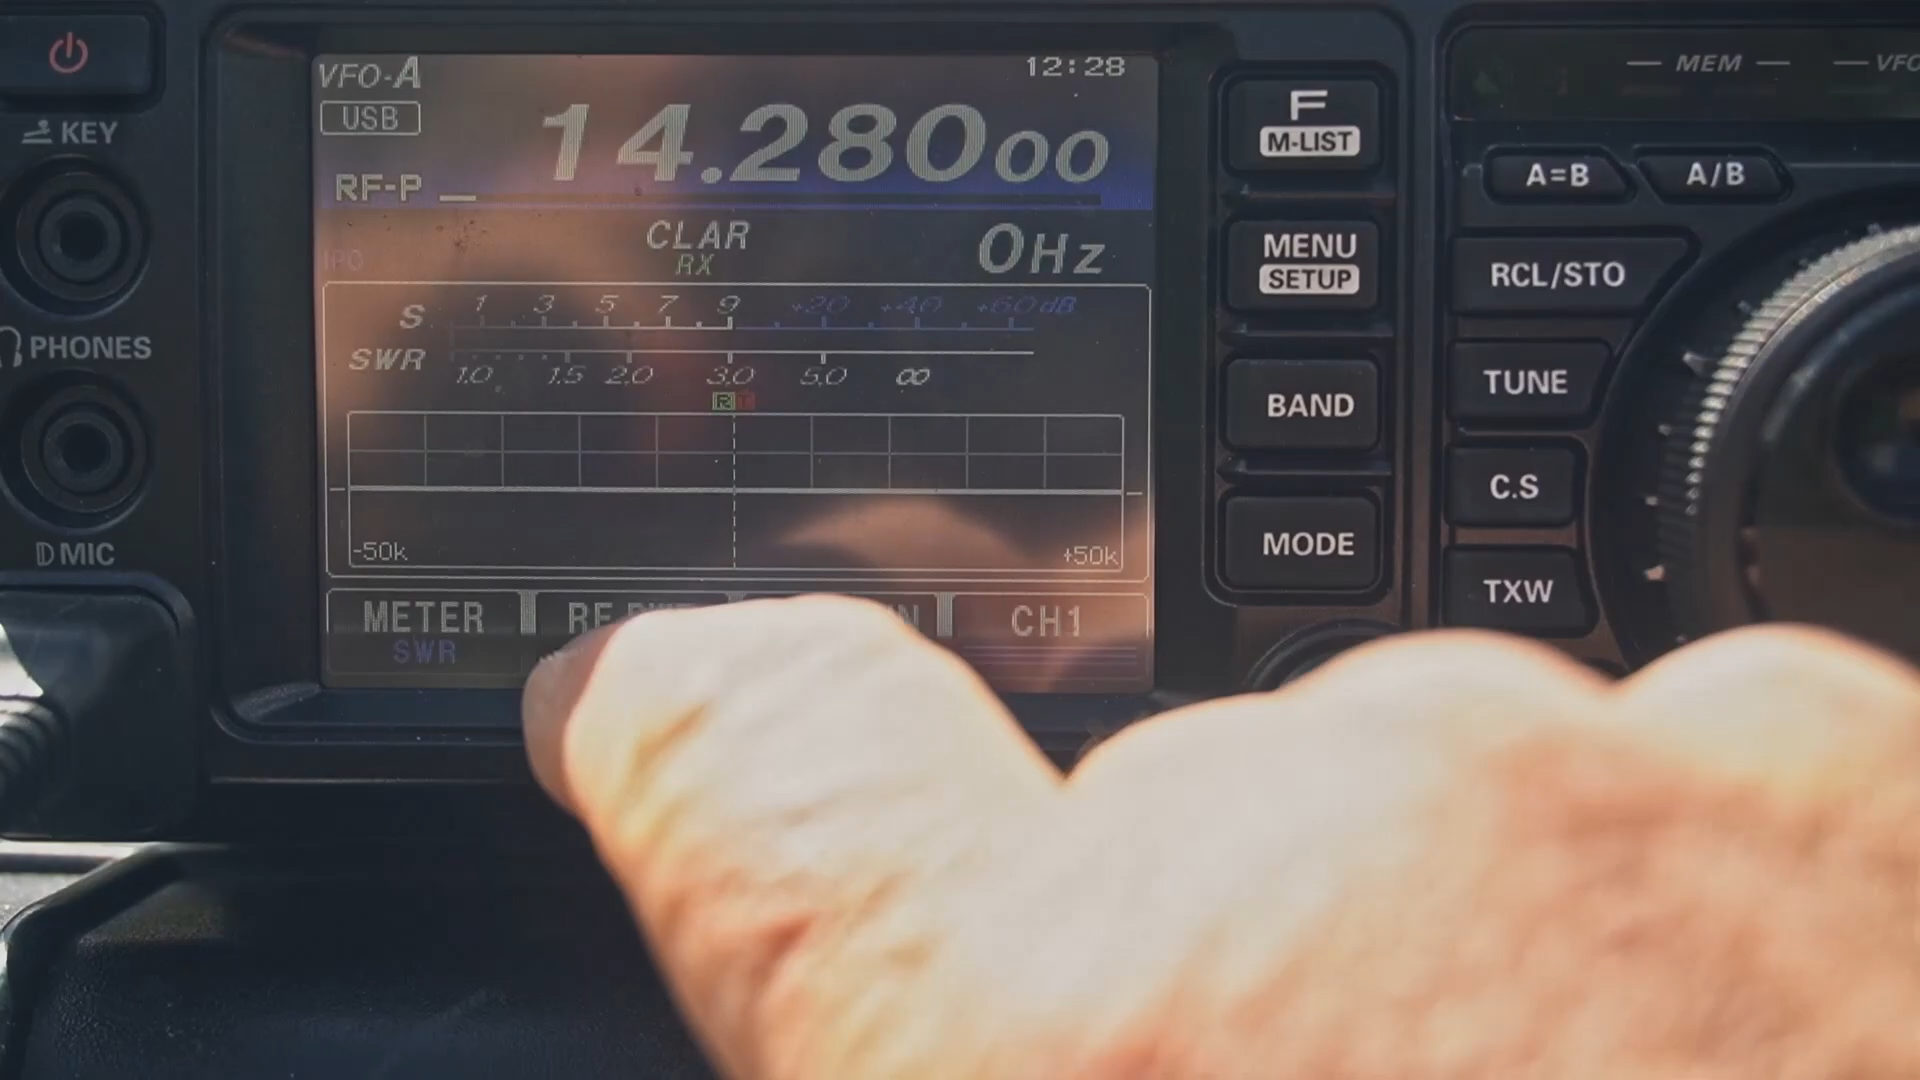 VFO-A
12:28
USB
14.280 00
RF-P
CLAR
0Hz
RX
IPO
S 1 3 5 7 9 +20 +40 +60dB
SWR
1.0 1.5 2.0 3.0 5.0 ∞
R T
-50k +50k
METER
SWR
CH1
KEY
PHONES
MIC
F
M-LIST
MENU
SETUP
BAND
MODE
MEM
A=B
A/B
RCL/STO
TUNE
C.S
TXW